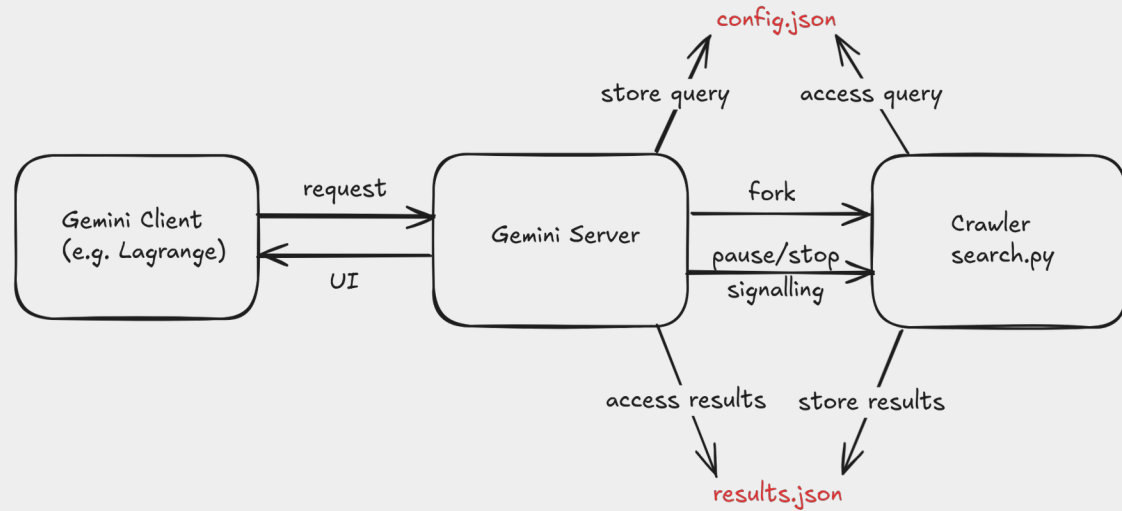 config.json
store query
access query
request
fork
Gemini Client
(e.g. Lagrange)
Gemini Server
Crawler
search.py
pause/stop
signalling
UI
access results
store results
results.json